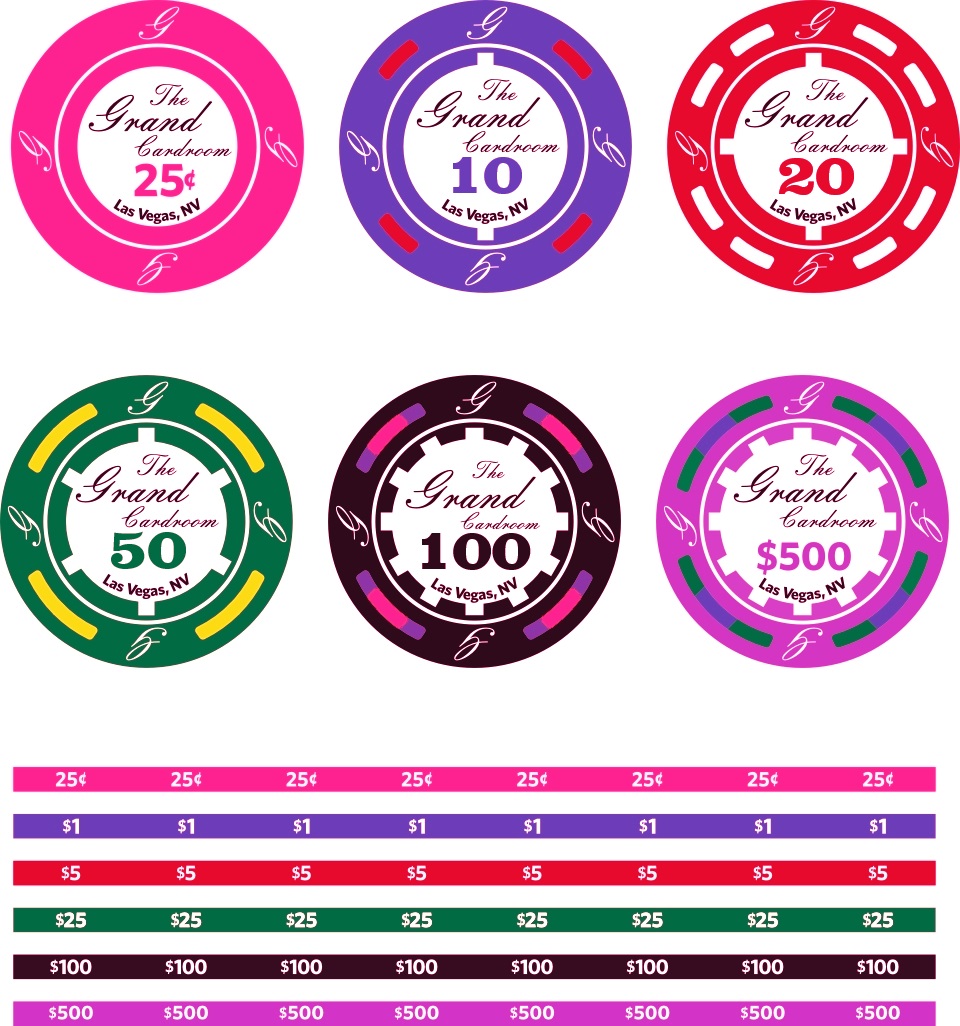 G
The
Grand
Cardroom
25¢
Las Vegas, NV
G
G
G
G
The
Grand
Cardroom
10
Las Vegas, NV
G
G
G
G
The
Grand
Cardroom
20
Las Vegas, NV
G
G
G
G
The
Grand
Cardroom
50
Las Vegas, NV
G
G
G
G
The
Grand
Cardroom
100
Las Vegas, NV
G
G
G
G
The
Grand
Cardroom
$500
Las Vegas, NV
G
G
G
25¢ 25¢ 25¢ 25¢ 25¢ 25¢ 25¢ 25¢
$1 $1 $1 $1 $1 $1 $1 $1
$5 $5 $5 $5 $5 $5 $5 $5
$25 $25 $25 $25 $25 $25 $25 $25
$100 $100 $100 $100 $100 $100 $100 $100
$500 $500 $500 $500 $500 $500 $500 $500